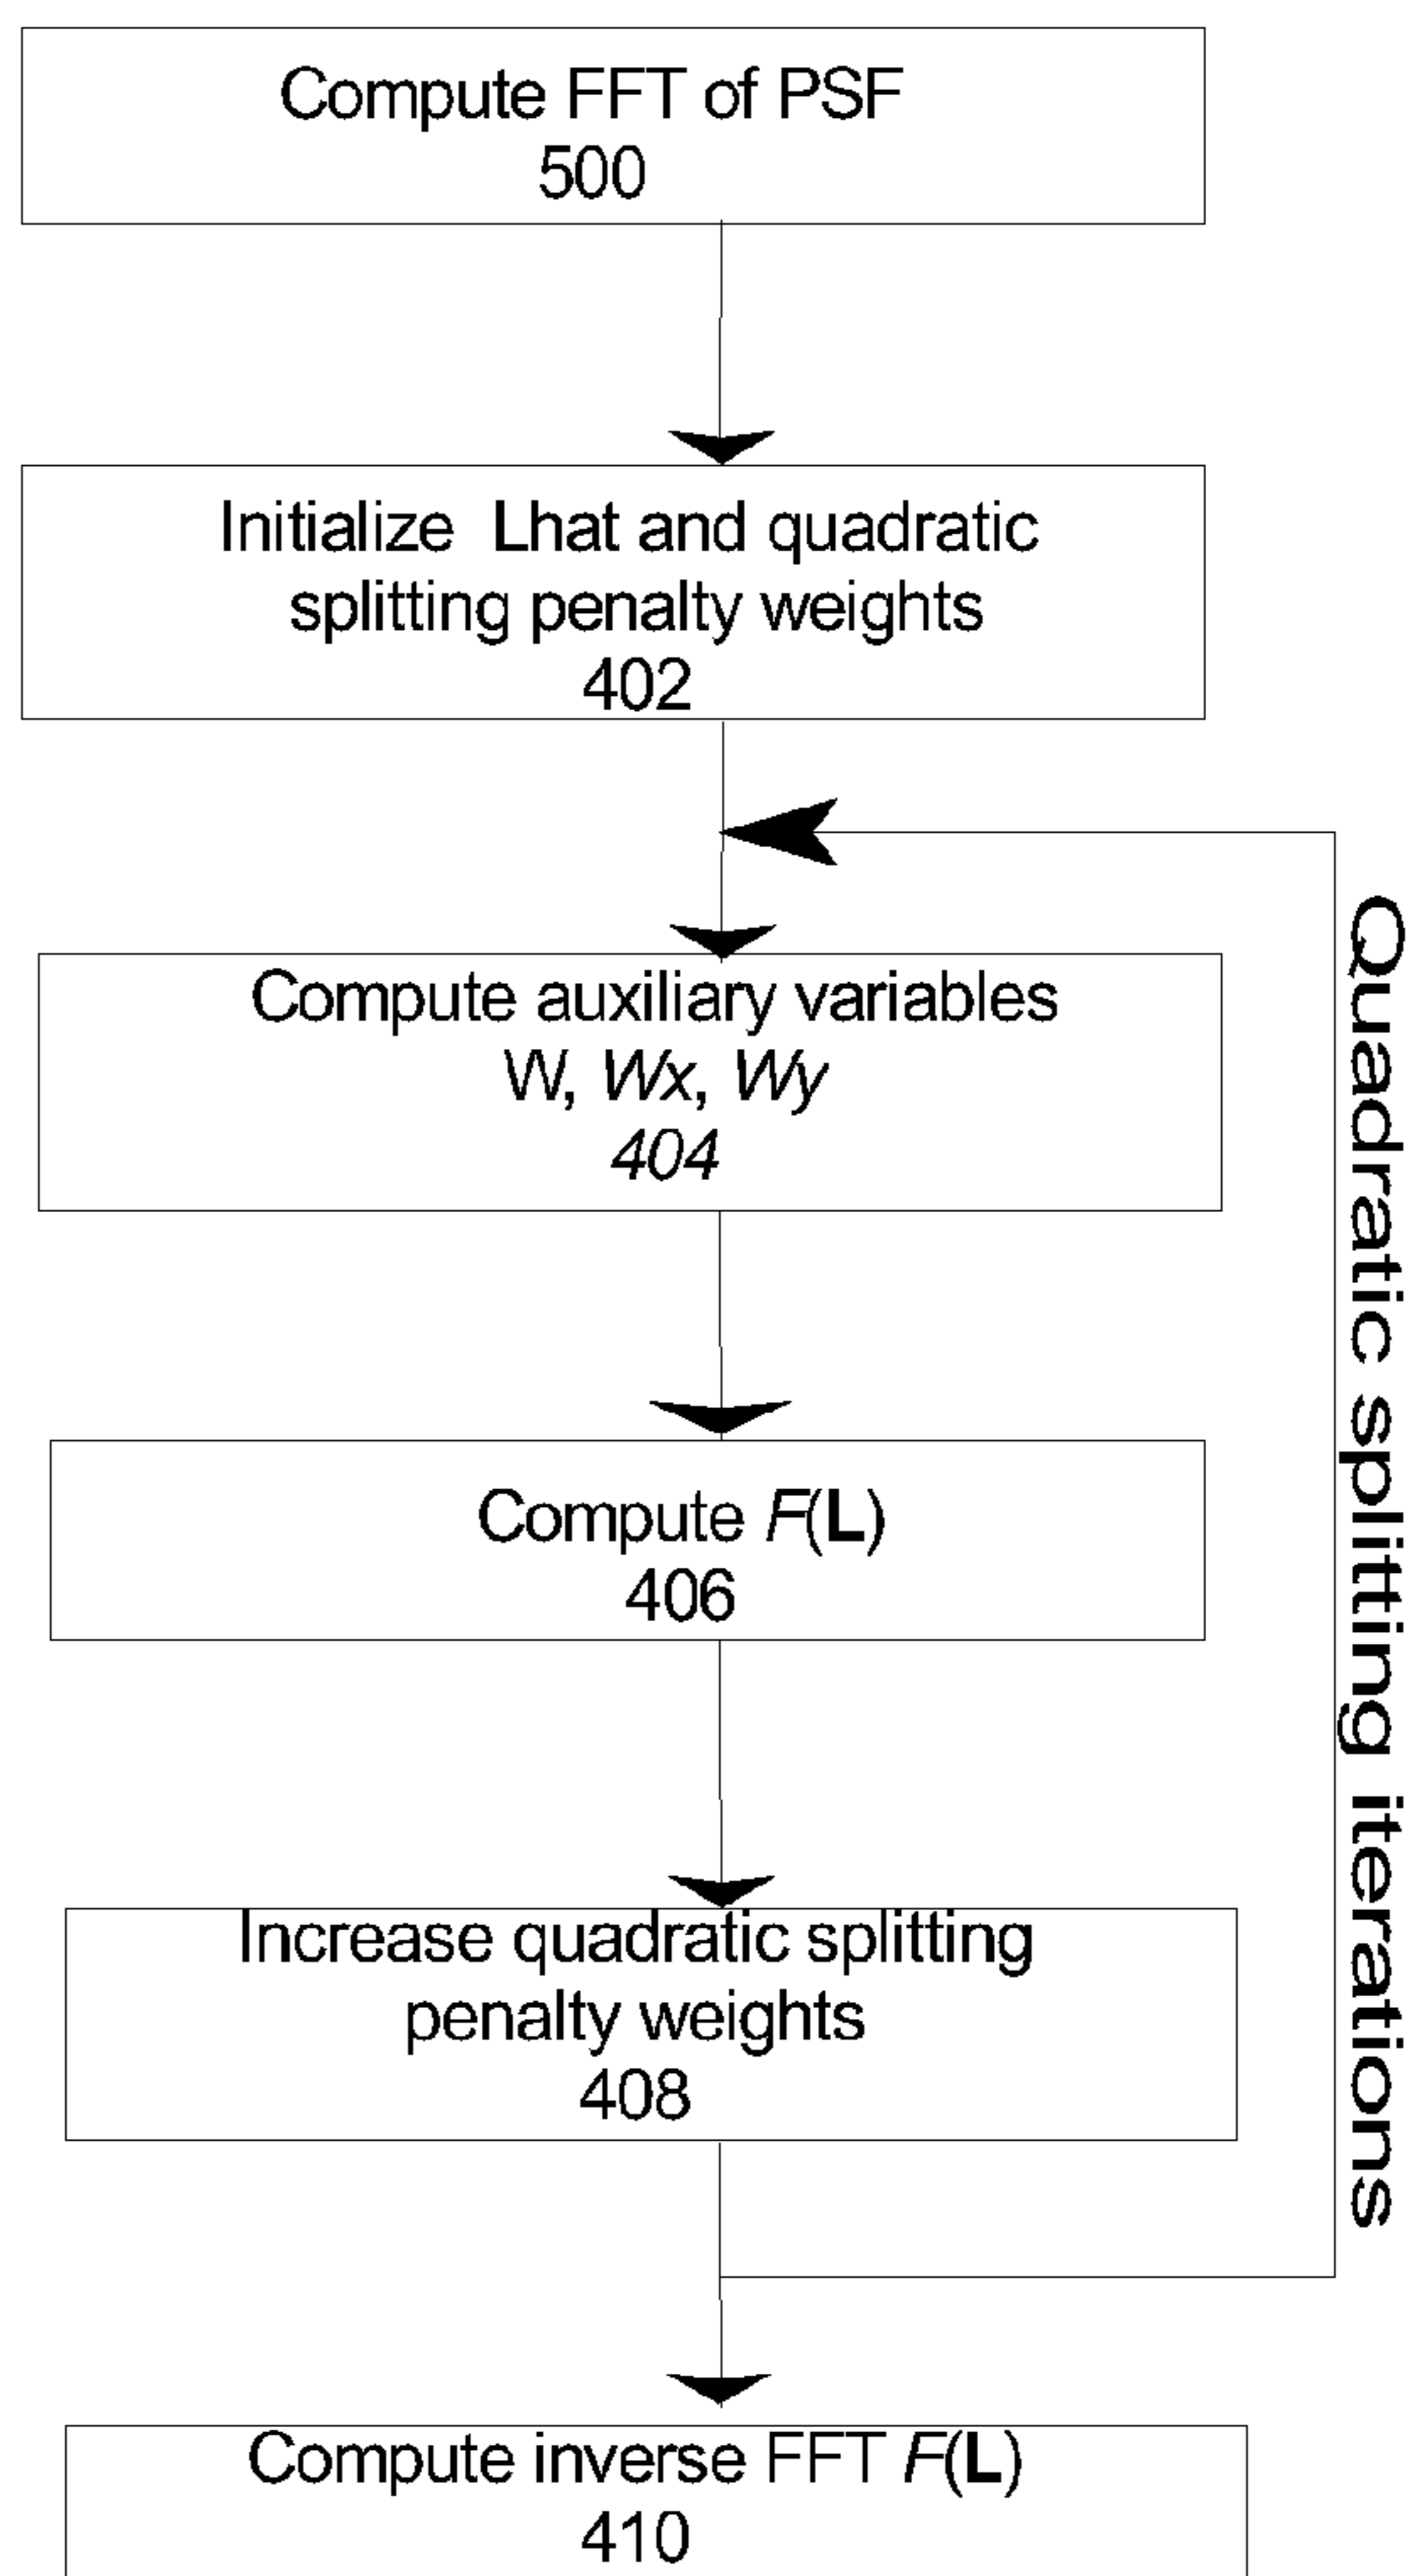 Compute FFT of PSF
500
Initialize Lhat and quadratic
splitting penalty weights
402
Compute auxiliary variables
W, Wx, Wy
404
Compute F(L)
406
Increase quadratic splitting
penalty weights
408
Compute inverse FFT F(L)
410
Quadratic splitting iterations